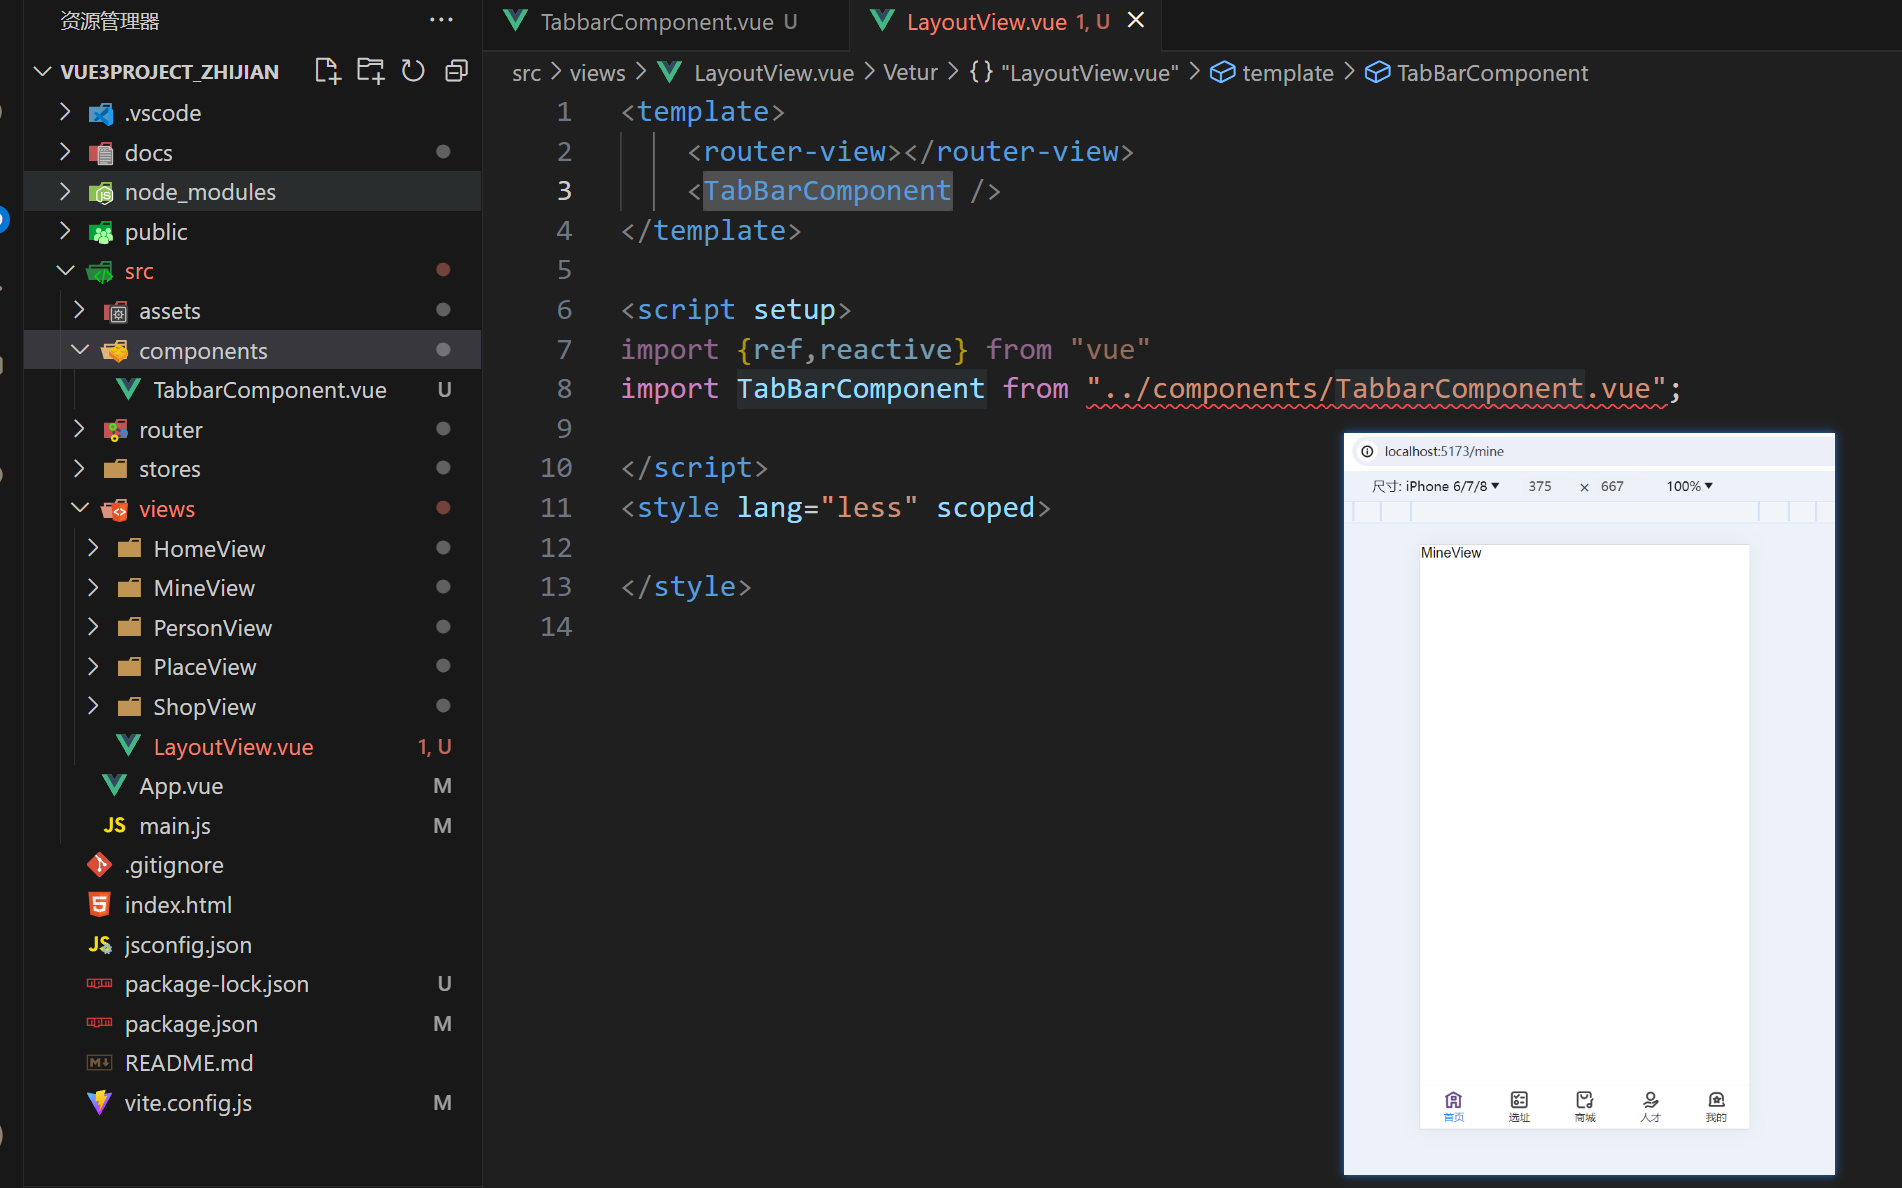 资源管理器
VUE3PROJECT_ZHIJIAN
.vscode
docs
node_modules
public
src
assets
components
TabbarComponent.vue U
router
stores
views
HomeView
MineView
PersonView
PlaceView
ShopView
LayoutView.vue 1, U
App.vue M
main.js M
.gitignore
index.html
jsconfig.json
package-lock.json U
package.json M
README.md
vite.config.js M
TabbarComponent.vue U
LayoutView.vue 1, U
src > views > LayoutView.vue > Vetur > {} "LayoutView.vue" > template > TabBarComponent
1 <template>
2 <router-view></router-view>
3 <TabBarComponent />
4 </template>
5
6 <script setup>
7 import {ref,reactive} from "vue"
8 import TabBarComponent from "../components/TabbarComponent.vue";
9
10 </script>
11 <style lang="less" scoped>
12
13 </style>
14
localhost:5173/mine
尺寸: iPhone 6/7/8 ▼ 375 × 667 100% ▼
MineView
首页 选址 商城 人才 我的